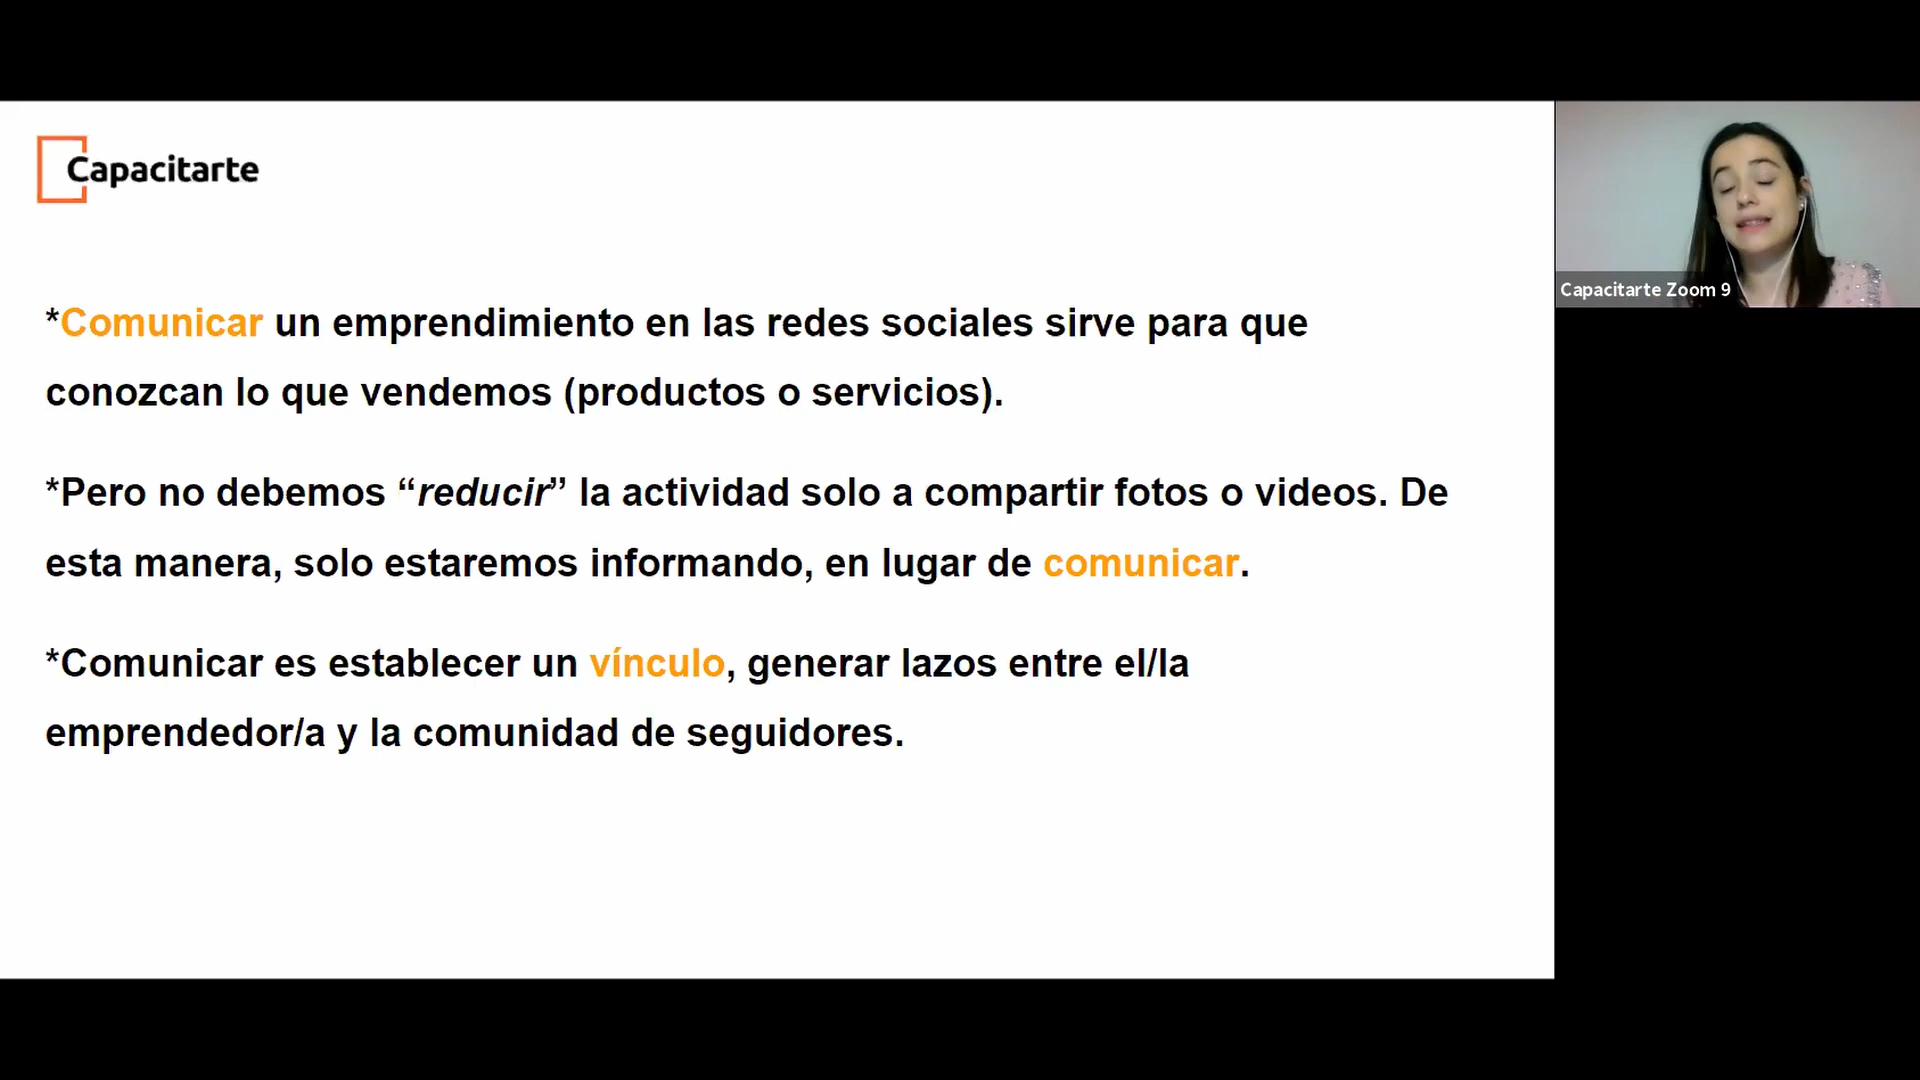 Capacitarte
*Comunicar un emprendimiento en las redes sociales sirve para que
conozcan lo que vendemos (productos o servicios).
*Pero no debemos “reducir” la actividad solo a compartir fotos o videos. De
esta manera, solo estaremos informando, en lugar de comunicar.
*Comunicar es establecer un vínculo, generar lazos entre el/la
emprendedor/a y la comunidad de seguidores.
Capacitarte Zoom 9